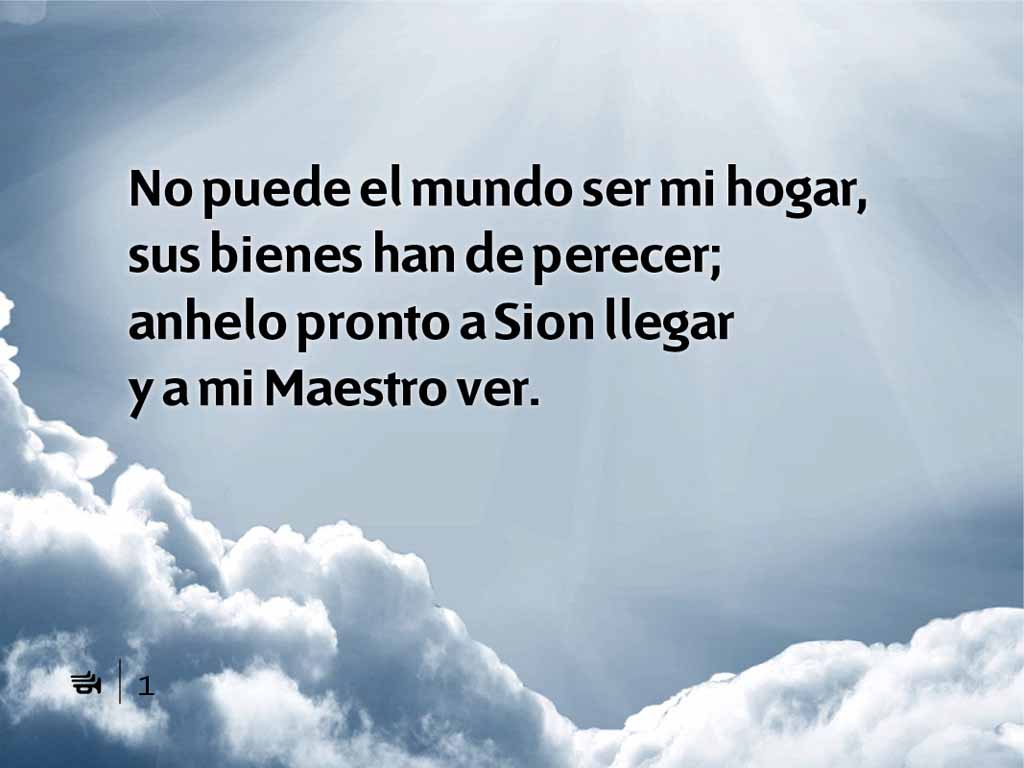 No puede el mundo ser mi hogar,
sus bienes han de perecer;
anhelo pronto a Sion llegar
y a mi Maestro ver.
1